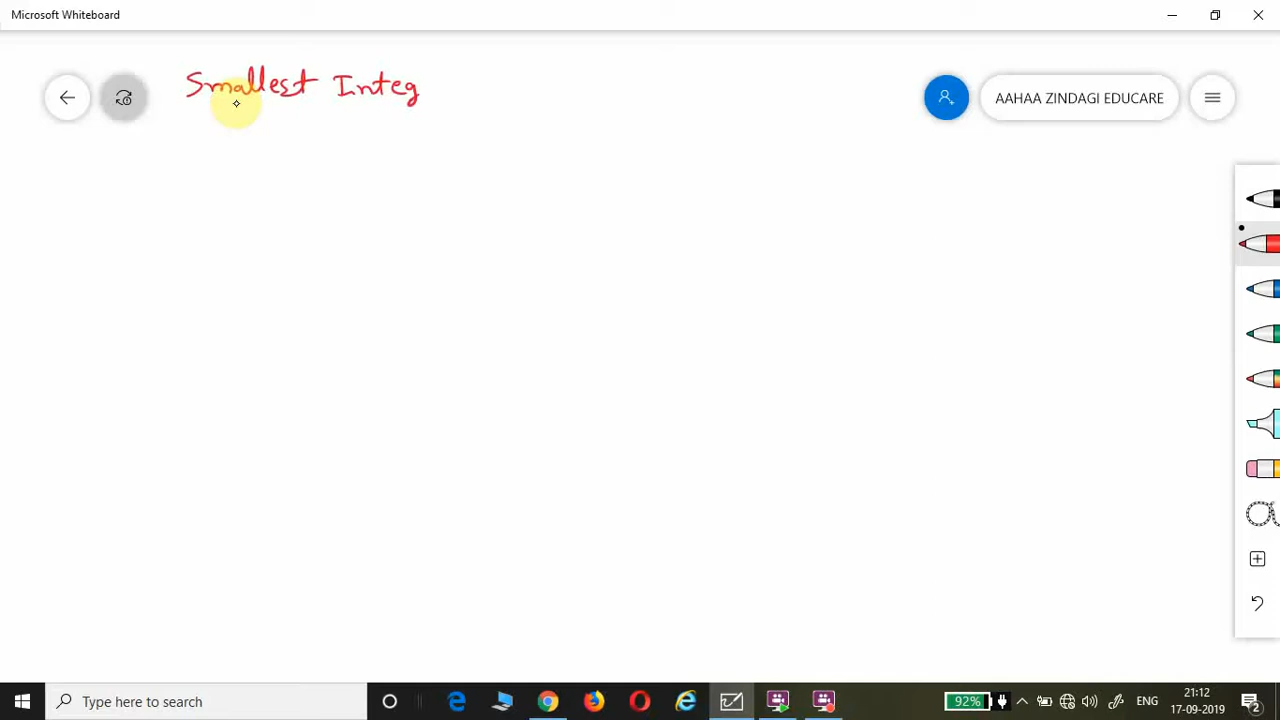 Microsoft Whiteboard
Smallest Integ
AAHAA ZINDAGI EDUCARE
Type here to search
92%
ENG
21:12
17-09-2019
2